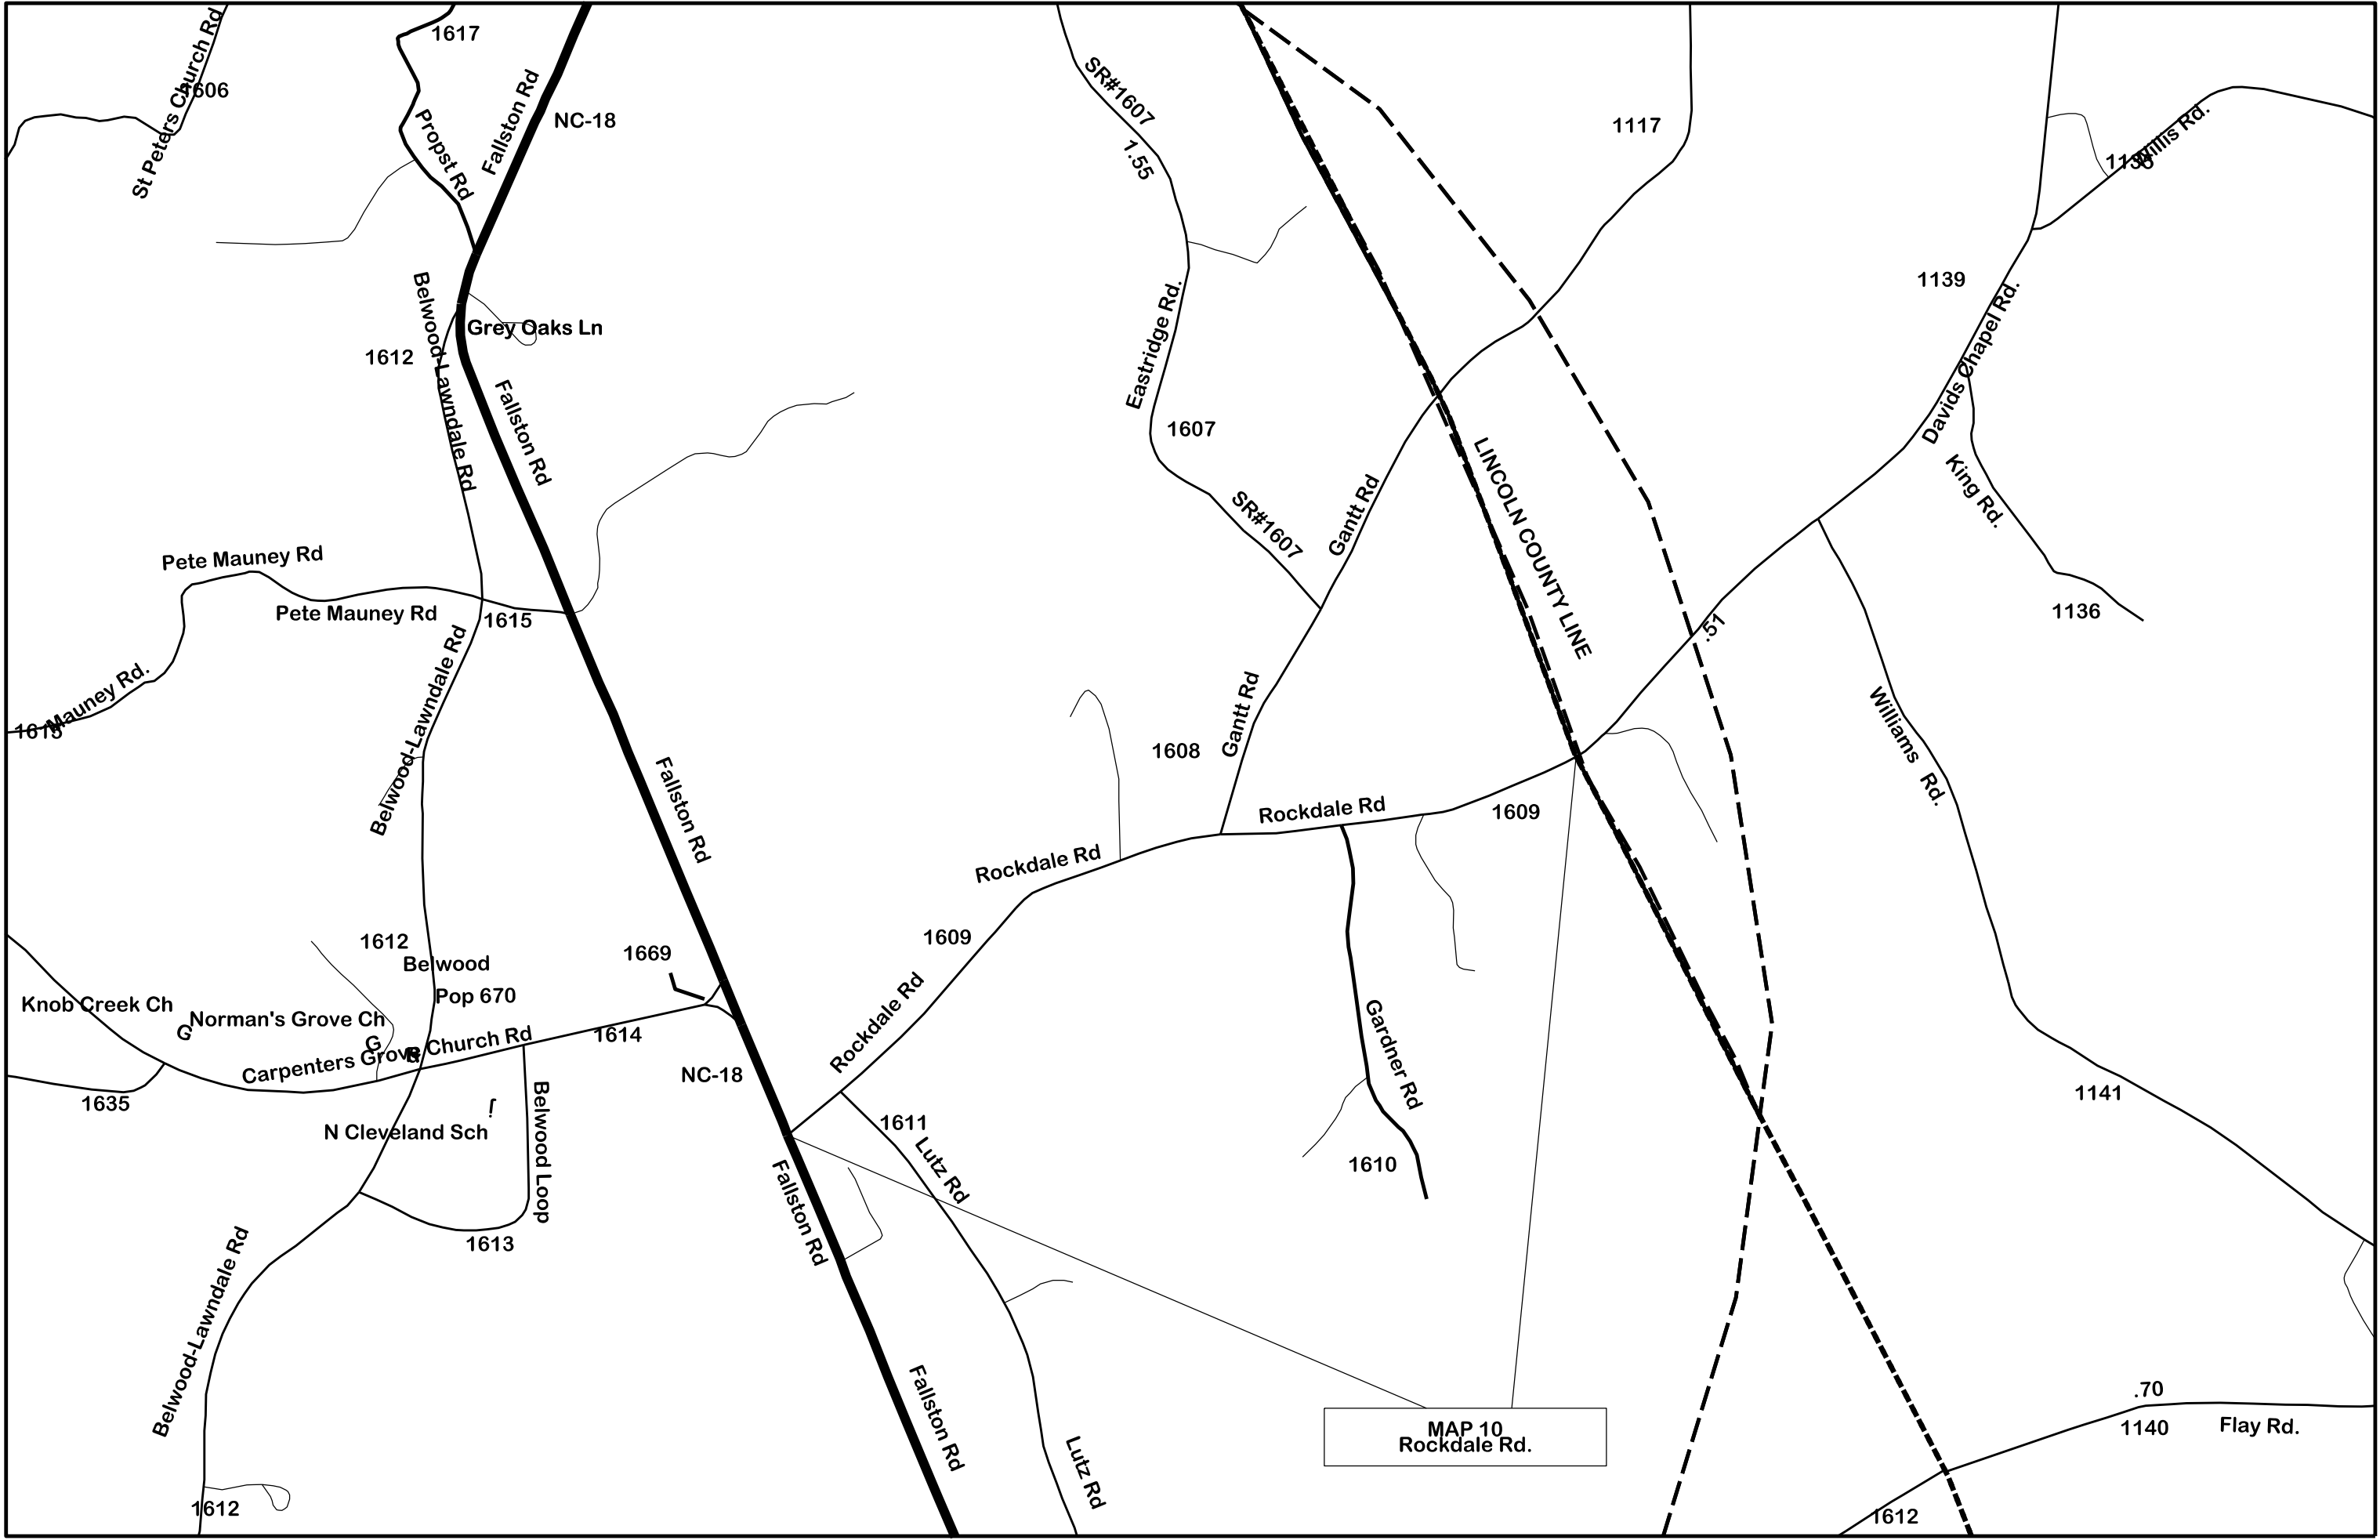 1617
St Peters Church Rd
1606
Fallston Rd
NC-18
Propst Rd
SR#1607
1.55
1117
1135
Willis Rd.
Belwood-Lawndale Rd
1612
Grey Oaks Ln
Fallston Rd
Eastridge Rd.
1607
SR#1607
Gantt Rd
LINCOLN COUNTY LINE
1139
Davids Chapel Rd.
King Rd.
1136
Pete Mauney Rd
Pete Mauney Rd
1615
Mauney Rd.
1615
Belwood-Lawndale Rd
Fallston Rd
1608
Gantt Rd
.51
Williams Rd.
Rockdale Rd
1609
Rockdale Rd
1609
Rockdale Rd
1612
Belwood
Pop 670
1669
Knob Creek Ch
G
Norman's Grove Ch
G
Carpenters Grove Church Rd
1614
1635
NC-18
N Cleveland Sch
Belwood Loop
1613
1611
Lutz Rd
Gardner Rd
1610
1141
Fallston Rd
Belwood-Lawndale Rd
Fallston Rd
Lutz Rd
MAP 10
Rockdale Rd.
.70
1140
Flay Rd.
1612
1612